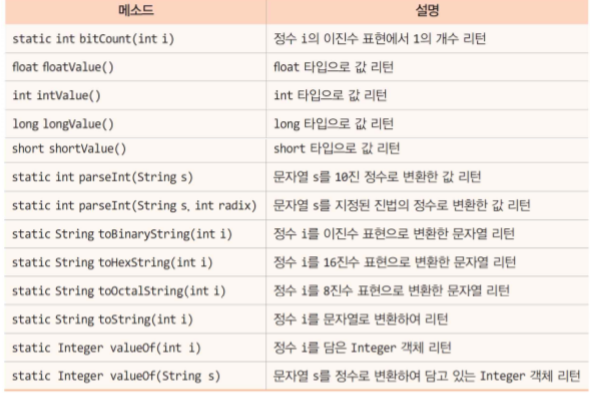 메소드 설명
static int bitCount(int i) 정수 i의 이진수 표현에서 1의 개수 리턴
float floatValue() float 타입으로 값 리턴
int intValue() int 타입으로 값 리턴
long longValue() long 타입으로 값 리턴
short shortValue() short 타입으로 값 리턴
static int parseInt(String s) 문자열 s를 10진 정수로 변환한 값 리턴
static int parseInt(String s, int radix) 문자열 s를 지정된 진법의 정수로 변환한 값 리턴
static String toBinaryString(int i) 정수 i를 이진수 표현으로 변환한 문자열 리턴
static String toHexString(int i) 정수 i를 16진수 표현으로 변환한 문자열 리턴
static String toOctalString(int i) 정수 i를 8진수 표현으로 변환한 문자열 리턴
static String toString(int i) 정수 i를 문자열로 변환하여 리턴
static Integer valueOf(int i) 정수 i를 담은 Integer 객체 리턴
static Integer valueOf(String s) 문자열 s를 정수로 변환하여 담고 있는 Integer 객체 리턴